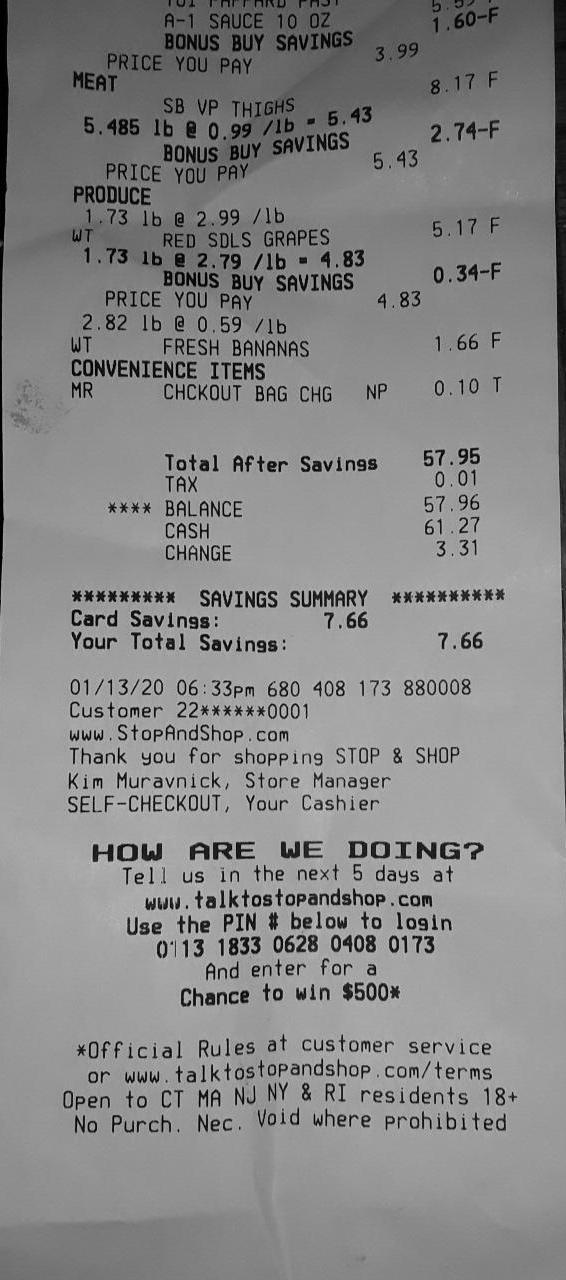 A-1 SAUCE 10 OZ 1.60-F
BONUS BUY SAVINGS
PRICE YOU PAY 3.99
MEAT
SB VP THIGHS 8.17 F
5.485 lb @ 0.99 /lb = 5.43
BONUS BUY SAVINGS 2.74-F
PRICE YOU PAY 5.43
PRODUCE
1.73 lb @ 2.99 /lb
WT RED SDLS GRAPES 5.17 F
1.73 lb @ 2.79 /lb = 4.83
BONUS BUY SAVINGS 0.34-F
PRICE YOU PAY 4.83
2.82 lb @ 0.59 /lb
WT FRESH BANANAS 1.66 F
CONVENIENCE ITEMS
MR CHCKOUT BAG CHG NP 0.10 T
Total After Savings 57.95
TAX 0.01
**** BALANCE 57.96
CASH 61.27
CHANGE 3.31
********* SAVINGS SUMMARY **********
Card Savings: 7.66
Your Total Savings: 7.66
01/13/20 06:33pm 680 408 173 880008
Customer 22******0001
www.StopAndShop.com
Thank you for shopping STOP & SHOP
Kim Muravnick, Store Manager
SELF-CHECKOUT, Your Cashier
HOW ARE WE DOING?
Tell us in the next 5 days at
www.talktostopandshop.com
Use the PIN # below to login
0113 1833 0628 0408 0173
And enter for a
Chance to win $500*
*Official Rules at customer service
or www.talktostopandshop.com/terms
Open to CT MA NJ NY & RI residents 18+
No Purch. Nec. Void where prohibited